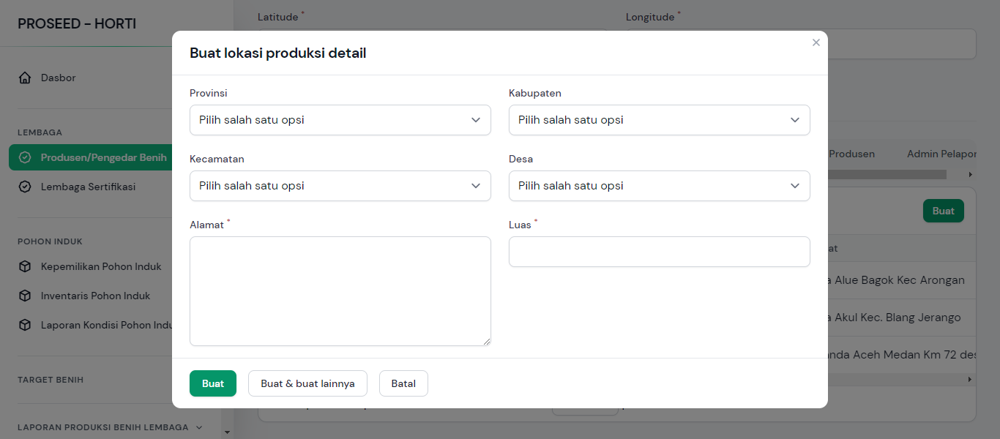 PROSEED - HORTI
Dasbor
LEMBAGA
Produsen/Pengedar Benih
Lembaga Sertifikasi
POHON INDUK
Kepemilikan Pohon Induk
Inventaris Pohon Induk
Laporan Kondisi Pohon Indu
TARGET BENIH
LAPORAN PRODUKSI BENIH LEMBAGA
Latitude *
Longitude *
Buat lokasi produksi detail
Provinsi
Pilih salah satu opsi
Kabupaten
Pilih salah satu opsi
Kecamatan
Pilih salah satu opsi
Desa
Pilih salah satu opsi
Alamat *
Luas *
Buat
Buat & buat lainnya
Batal
Produsen
Admin Pelapor
Buat
at
a Alue Bagok Kec Arongan
a Akul Kec. Blang Jerango
anda Aceh Medan Km 72 des